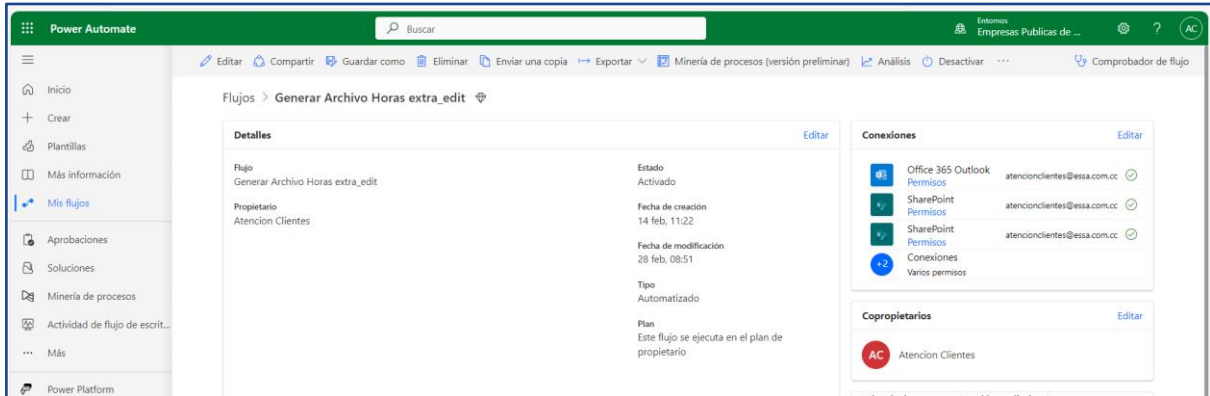 Power Automate
Buscar
Entornos
Empresas Publicas de ...
?
AC
Editar Compartir Guardar como Eliminar Enviar una copia Exportar Minería de procesos (versión preliminar) Análisis Desactivar ... Comprobador de flujo
Inicio
Crear
Plantillas
Más información
Mis flujos
Aprobaciones
Soluciones
Minería de procesos
Actividad de flujo de escrit...
Más
Power Platform
Flujos > Generar Archivo Horas extra_edit
Detalles
Editar
Flujo
Generar Archivo Horas extra_edit
Propietario
Atencion Clientes
Estado
Activado
Fecha de creación
14 feb, 11:22
Fecha de modificación
28 feb, 08:51
Tipo
Automatizado
Plan
Este flujo se ejecuta en el plan de
propietario
Conexiones
Editar
Office 365 Outlook atencionclientes@essa.com.cc
Permisos
SharePoint atencionclientes@essa.com.cc
Permisos
SharePoint atencionclientes@essa.com.cc
Permisos
+2 Conexiones
Varios permisos
Copropietarios
Editar
AC Atencion Clientes